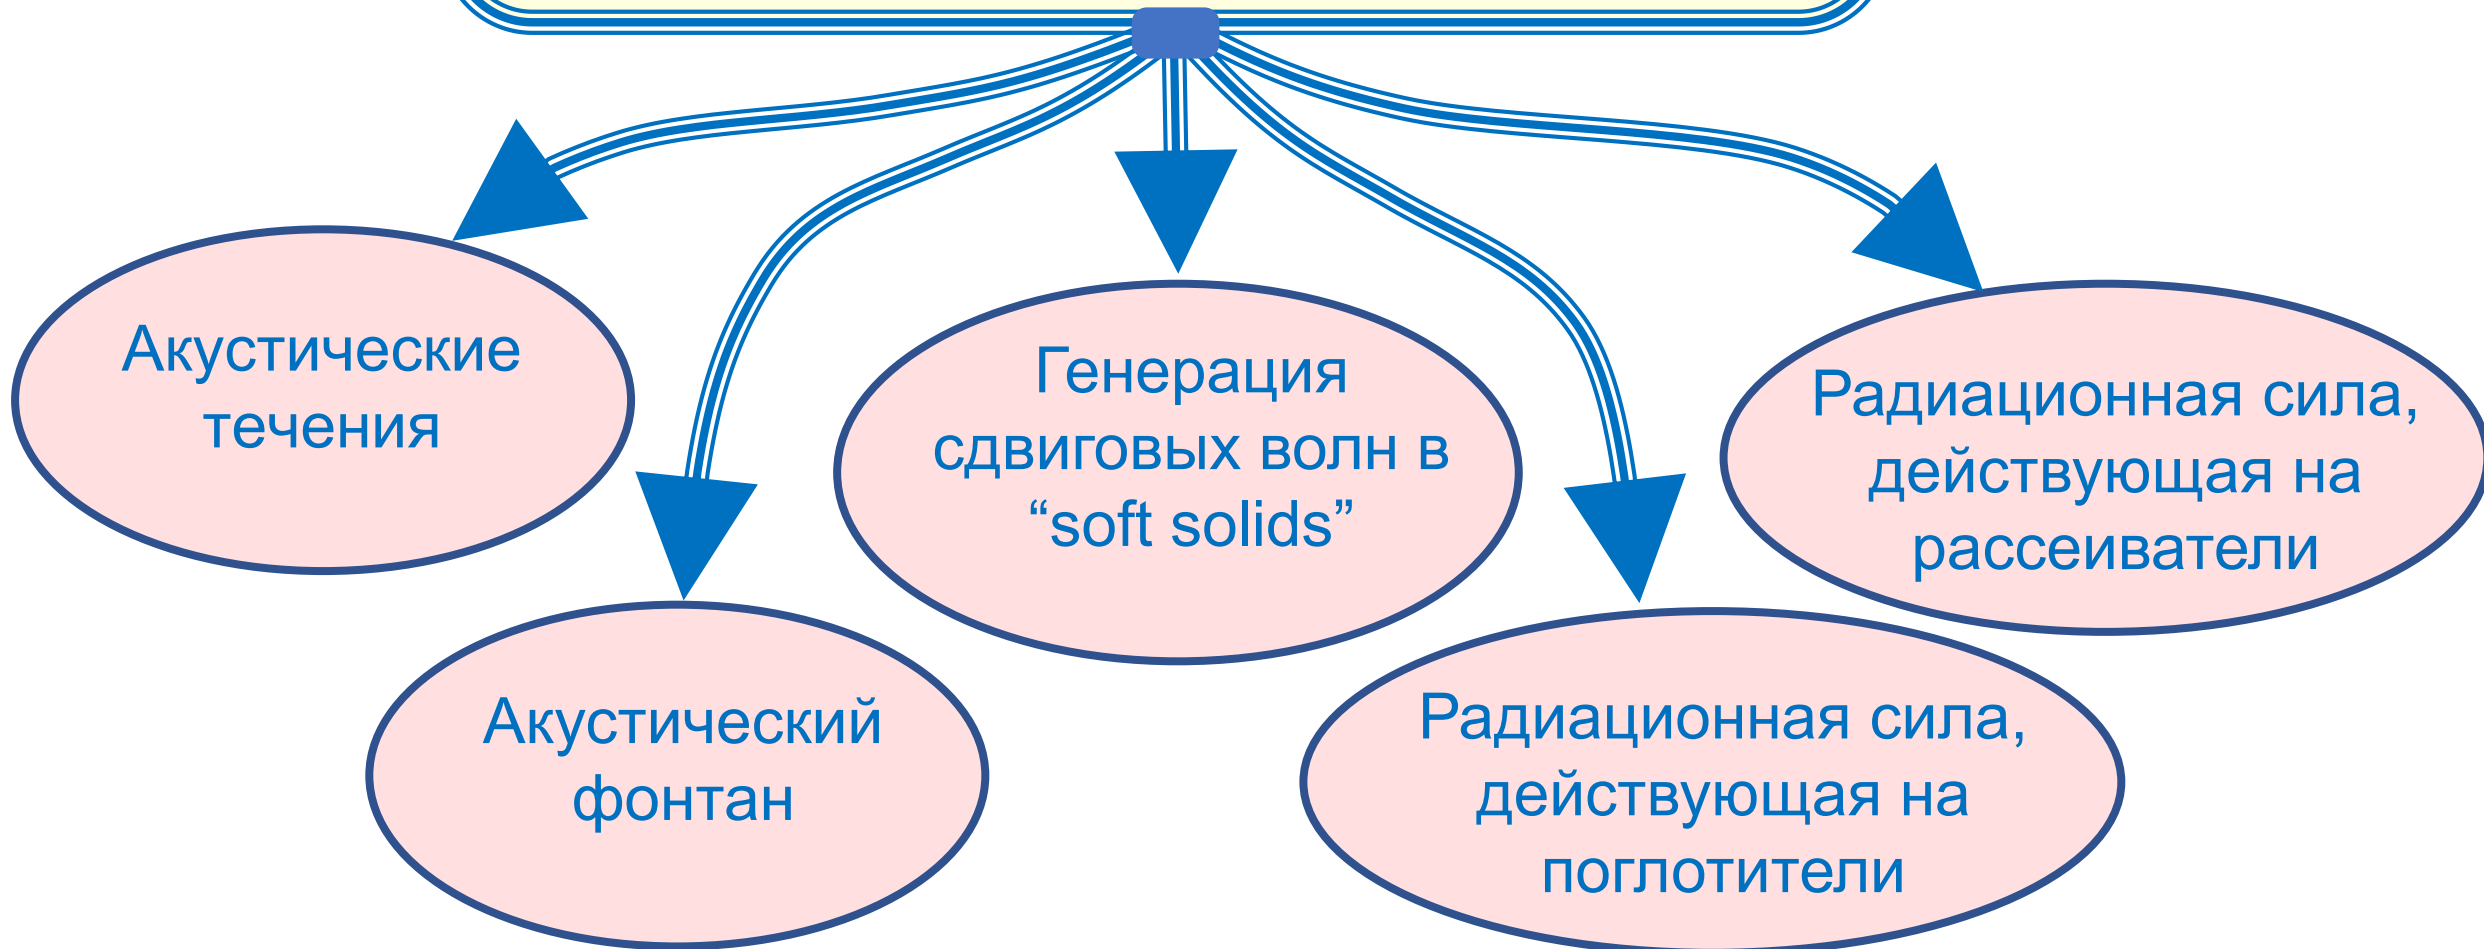 Акустические
течения
Генерация
сдвиговых волн в
“soft solids”
Радиационная сила,
действующая на
рассеиватели
Акустический
фонтан
Радиационная сила,
действующая на
поглотители